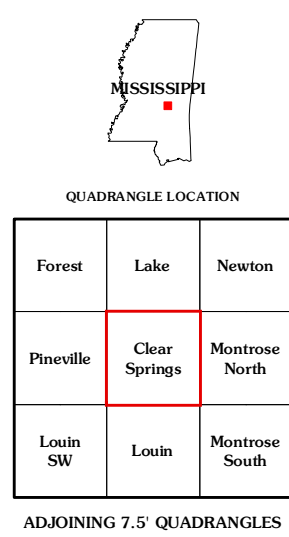 MISSISSIPPI
QUADRANGLE LOCATION
Forest
Lake
Newton
Pineville
Clear
Springs
Montrose
North
Louin
SW
Louin
Montrose
South
ADJOINING 7.5' QUADRANGLES